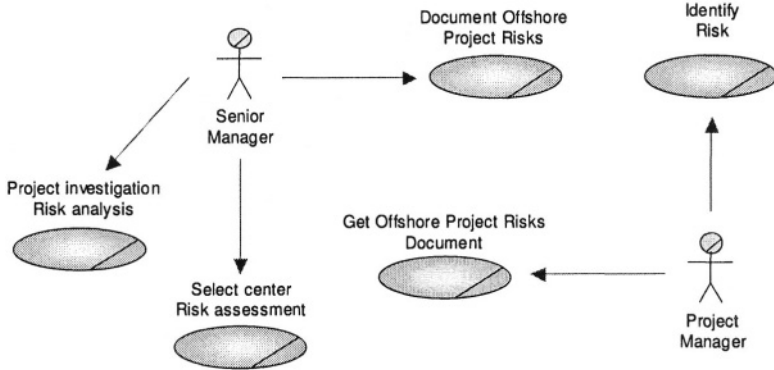 Document Offshore
Project Risks
Identify
Risk
Senior
Manager
Project investigation
Risk analysis
Get Offshore Project Risks
Document
Select center
Risk assessment
Project
Manager